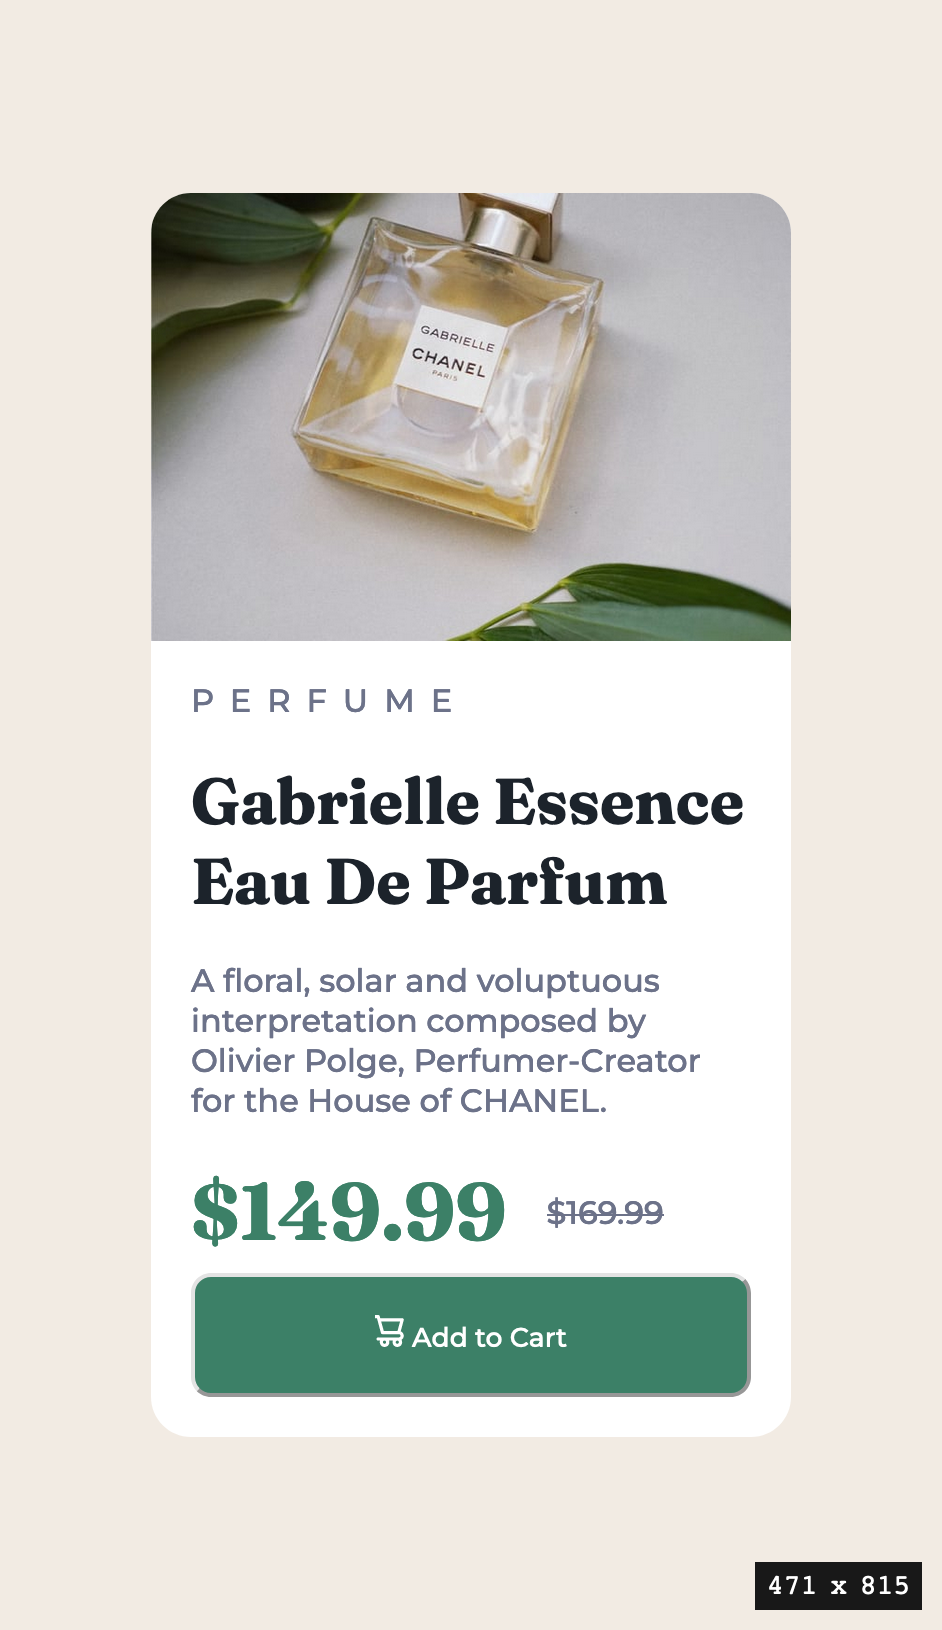 GABRIELLE
CHANEL
PARIS
PERFUME
Gabrielle Essence
Eau De Parfum
A floral, solar and voluptuous
interpretation composed by
Olivier Polge, Perfumer-Creator
for the House of CHANEL.
$149.99 $169.99
Add to Cart
471 x 815